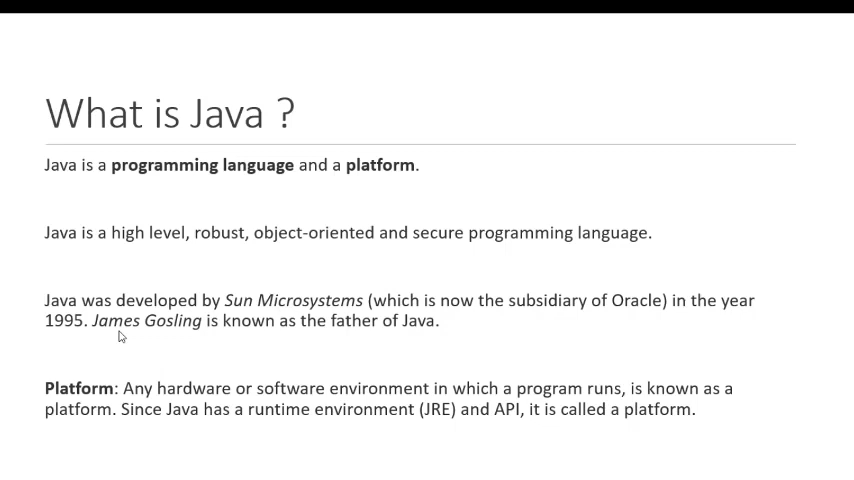 What is Java ?
Java is a programming language and a platform.
Java is a high level, robust, object-oriented and secure programming language.
Java was developed by Sun Microsystems (which is now the subsidiary of Oracle) in the year
1995. James Gosling is known as the father of Java.
Platform: Any hardware or software environment in which a program runs, is known as a
platform. Since Java has a runtime environment (JRE) and API, it is called a platform.